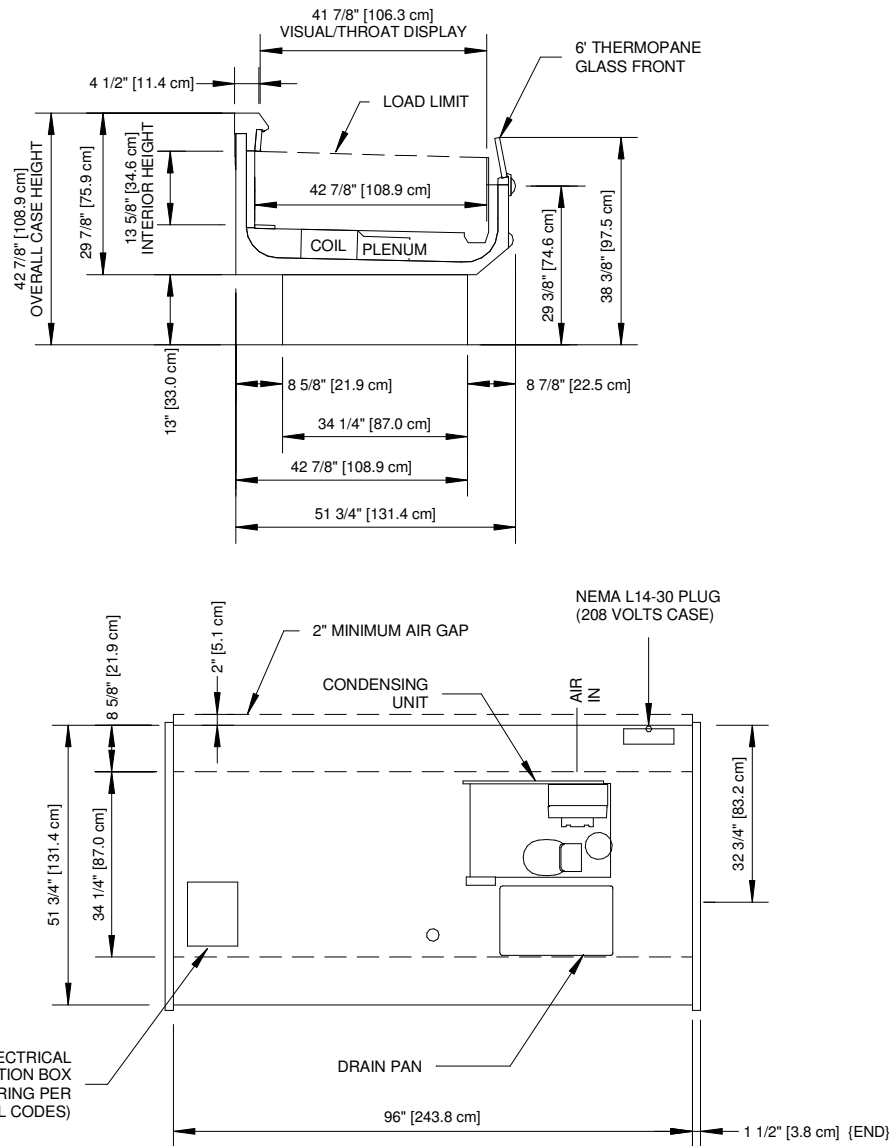 41 7/8" [106.3 cm]
VISUAL/THROAT DISPLAY
6' THERMOPANE
GLASS FRONT
4 1/2" [11.4 cm]
LOAD LIMIT
42 7/8" [108.9 cm]
OVERALL CASE HEIGHT
29 7/8" [75.9 cm]
13 5/8" [34.6 cm]
INTERIOR HEIGHT
42 7/8" [108.9 cm]
COIL
PLENUM
29 3/8" [74.6 cm]
38 3/8" [97.5 cm]
13" [33.0 cm]
8 5/8" [21.9 cm]
8 7/8" [22.5 cm]
34 1/4" [87.0 cm]
42 7/8" [108.9 cm]
51 3/4" [131.4 cm]
NEMA L14-30 PLUG
(208 VOLTS CASE)
8 5/8" [21.9 cm]
2" [5.1 cm]
2" MINIMUM AIR GAP
CONDENSING
UNIT
AIR
IN
51 3/4" [131.4 cm]
34 1/4" [87.0 cm]
32 3/4" [83.2 cm]
ECTRICAL
TION BOX
RING PER
L CODES)
DRAIN PAN
96" [243.8 cm]
1 1/2" [3.8 cm] {END}